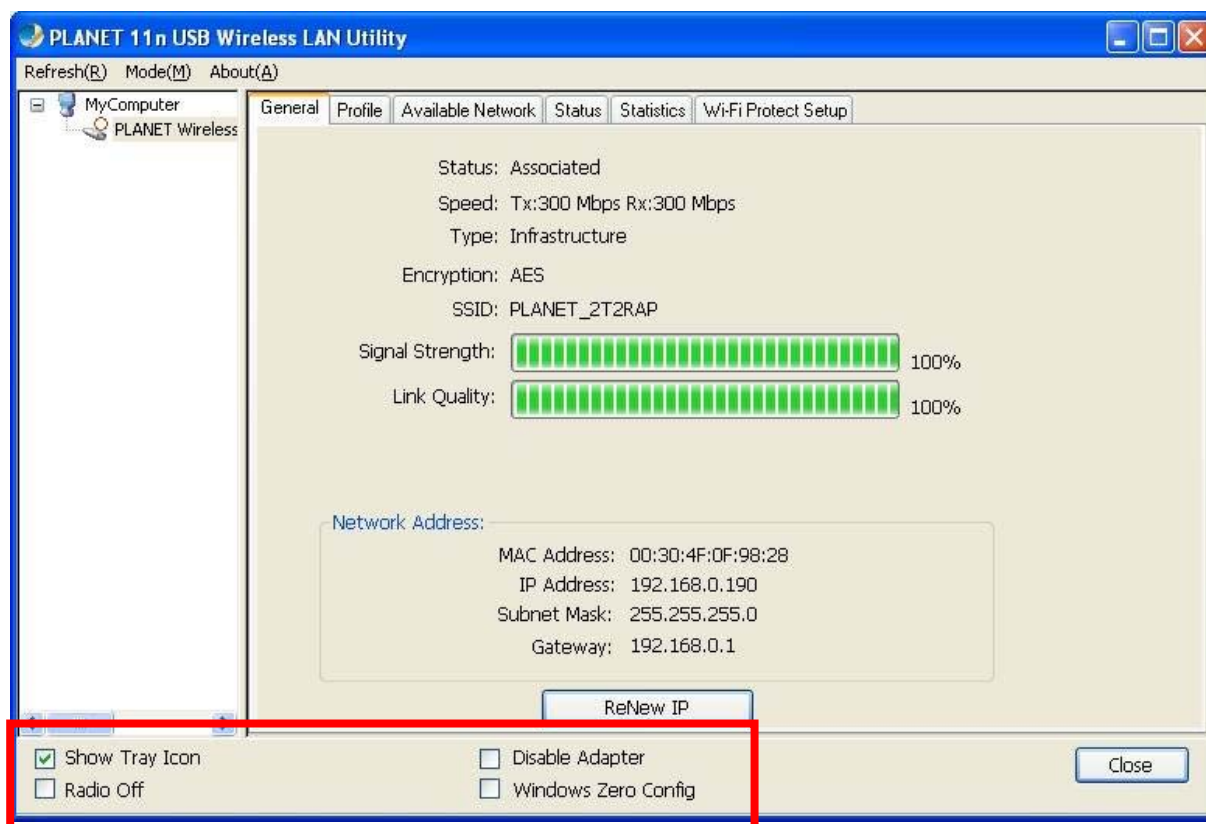 PLANET 11n USB Wireless LAN Utility
Refresh(R) Mode(M) About(A)
MyComputer
PLANET Wireless
General Profile Available Network Status Statistics Wi-Fi Protect Setup
Status: Associated
Speed: Tx:300 Mbps Rx:300 Mbps
Type: Infrastructure
Encryption: AES
SSID: PLANET_2T2RAP
Signal Strength: 100%
Link Quality: 100%
Network Address:
MAC Address: 00:30:4F:0F:98:28
IP Address: 192.168.0.190
Subnet Mask: 255.255.255.0
Gateway: 192.168.0.1
ReNew IP
Show Tray Icon Disable Adapter
Radio Off Windows Zero Config
Close